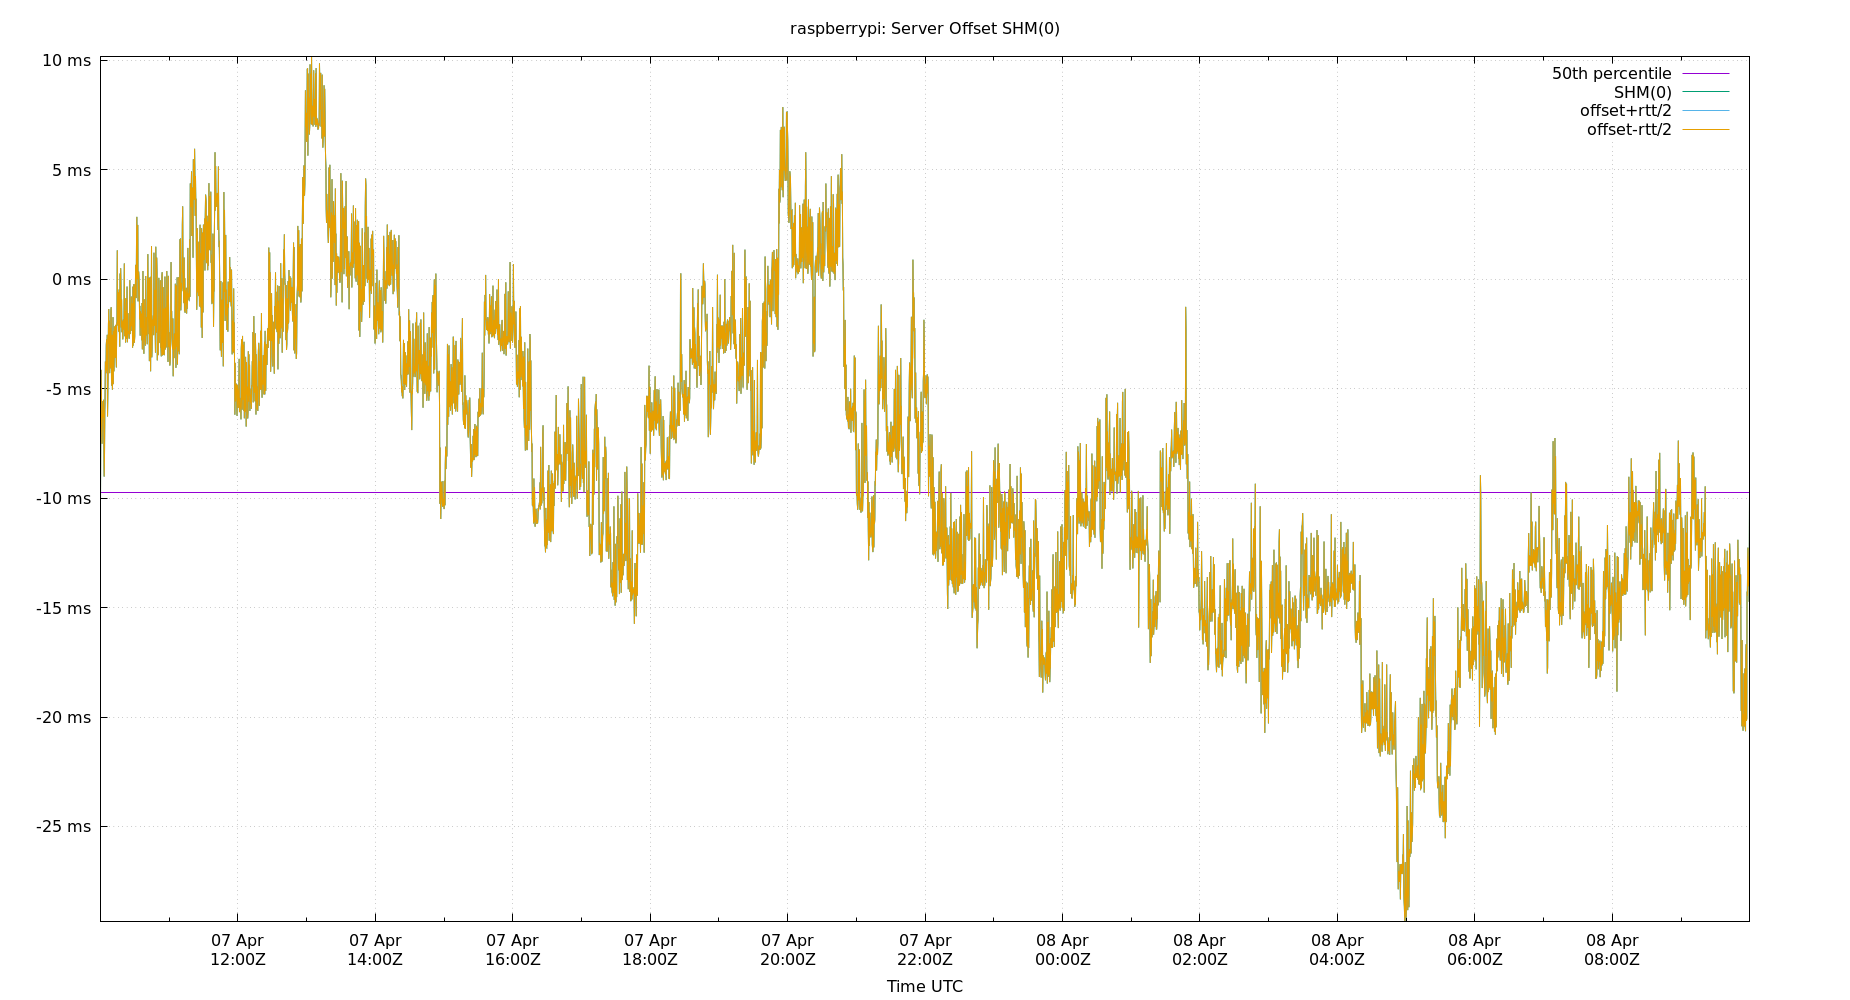 raspberrypi: Server Offset SHM(0)
10 ms
5 ms
0 ms
-5 ms
-10 ms
-15 ms
-20 ms
-25 ms
50th percentile
SHM(0)
offset+rtt/2
offset-rtt/2
07 Apr 07 Apr 07 Apr 07 Apr 07 Apr 07 Apr 08 Apr 08 Apr 08 Apr 08 Apr 08 Apr
12:00Z 14:00Z 16:00Z 18:00Z 20:00Z 22:00Z 00:00Z 02:00Z 04:00Z 06:00Z 08:00Z
Time UTC